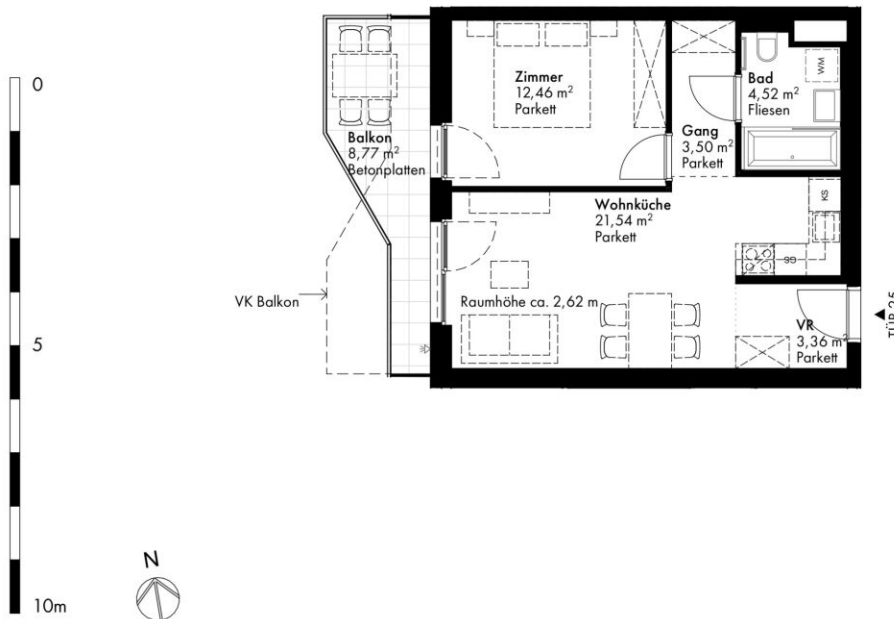 0
5
10m
N
VK Balkon
Balkon
8,77 m²
Betonplatten
Zimmer
12,46 m²
Parkett
Gang
3,50 m²
Parkett
Bad
4,52 m²
Fliesen
WM
Wohnküche
21,54 m²
Parkett
KS
GS
Raumhöhe ca. 2,62 m
VR
3,36 m²
Parkett
TÜR 25